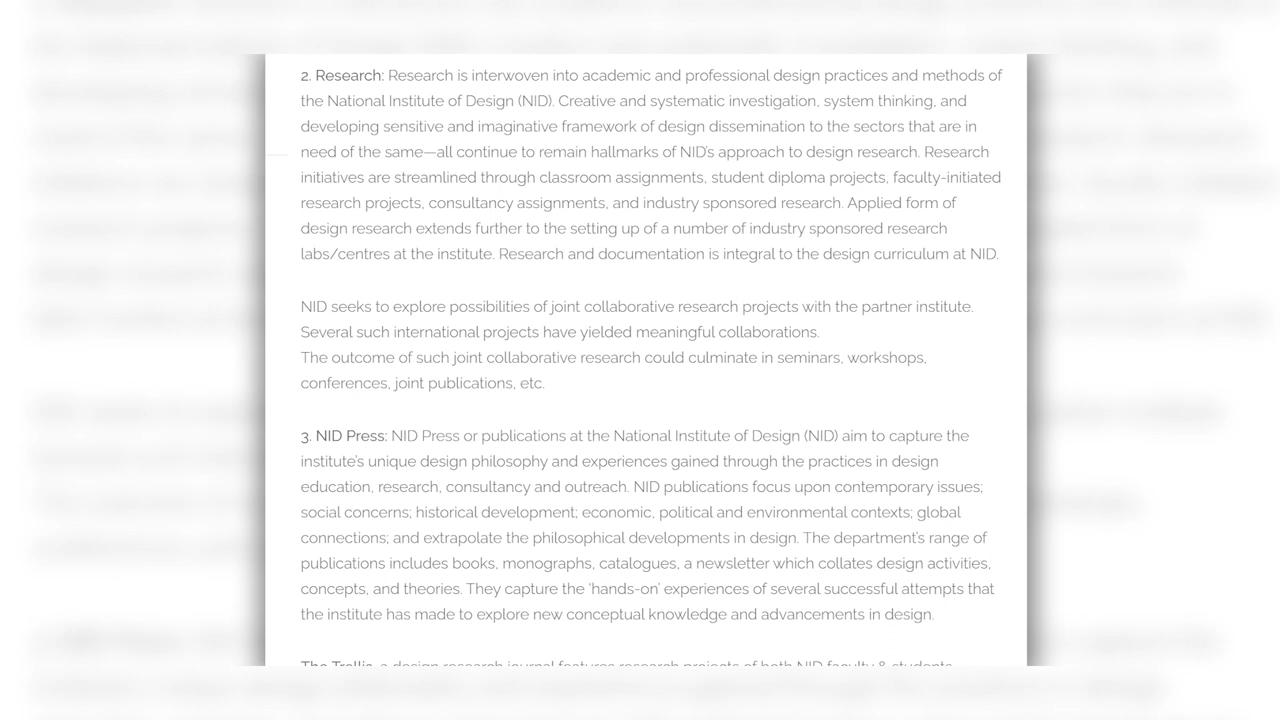 2. Research: Research is interwoven into academic and professional design practices and methods of
the National Institute of Design (NID). Creative and systematic investigation, system thinking, and
developing sensitive and imaginative framework of design dissemination to the sectors that are in
need of the same—all continue to remain hallmarks of NID's approach to design research. Research
initiatives are streamlined through classroom assignments, student diploma projects, faculty-initiated
research projects, consultancy assignments, and industry sponsored research. Applied form of
design research extends further to the setting up of a number of industry sponsored research
labs/centres at the institute. Research and documentation is integral to the design curriculum at NID.
NID seeks to explore possibilities of joint collaborative research projects with the partner institute.
Several such international projects have yielded meaningful collaborations.
The outcome of such joint collaborative research could culminate in seminars, workshops,
conferences, joint publications, etc.
3. NID Press: NID Press or publications at the National Institute of Design (NID) aim to capture the
institute's unique design philosophy and experiences gained through the practices in design
education, research, consultancy and outreach. NID publications focus upon contemporary issues;
social concerns; historical development; economic, political and environmental contexts; global
connections; and extrapolate the philosophical developments in design. The department's range of
publications includes books, monographs, catalogues, a newsletter which collates design activities,
concepts, and theories. They capture the 'hands-on' experiences of several successful attempts that
the institute has made to explore new conceptual knowledge and advancements in design.
The Trellis, a design research journal features research projects of both NID faculty & students